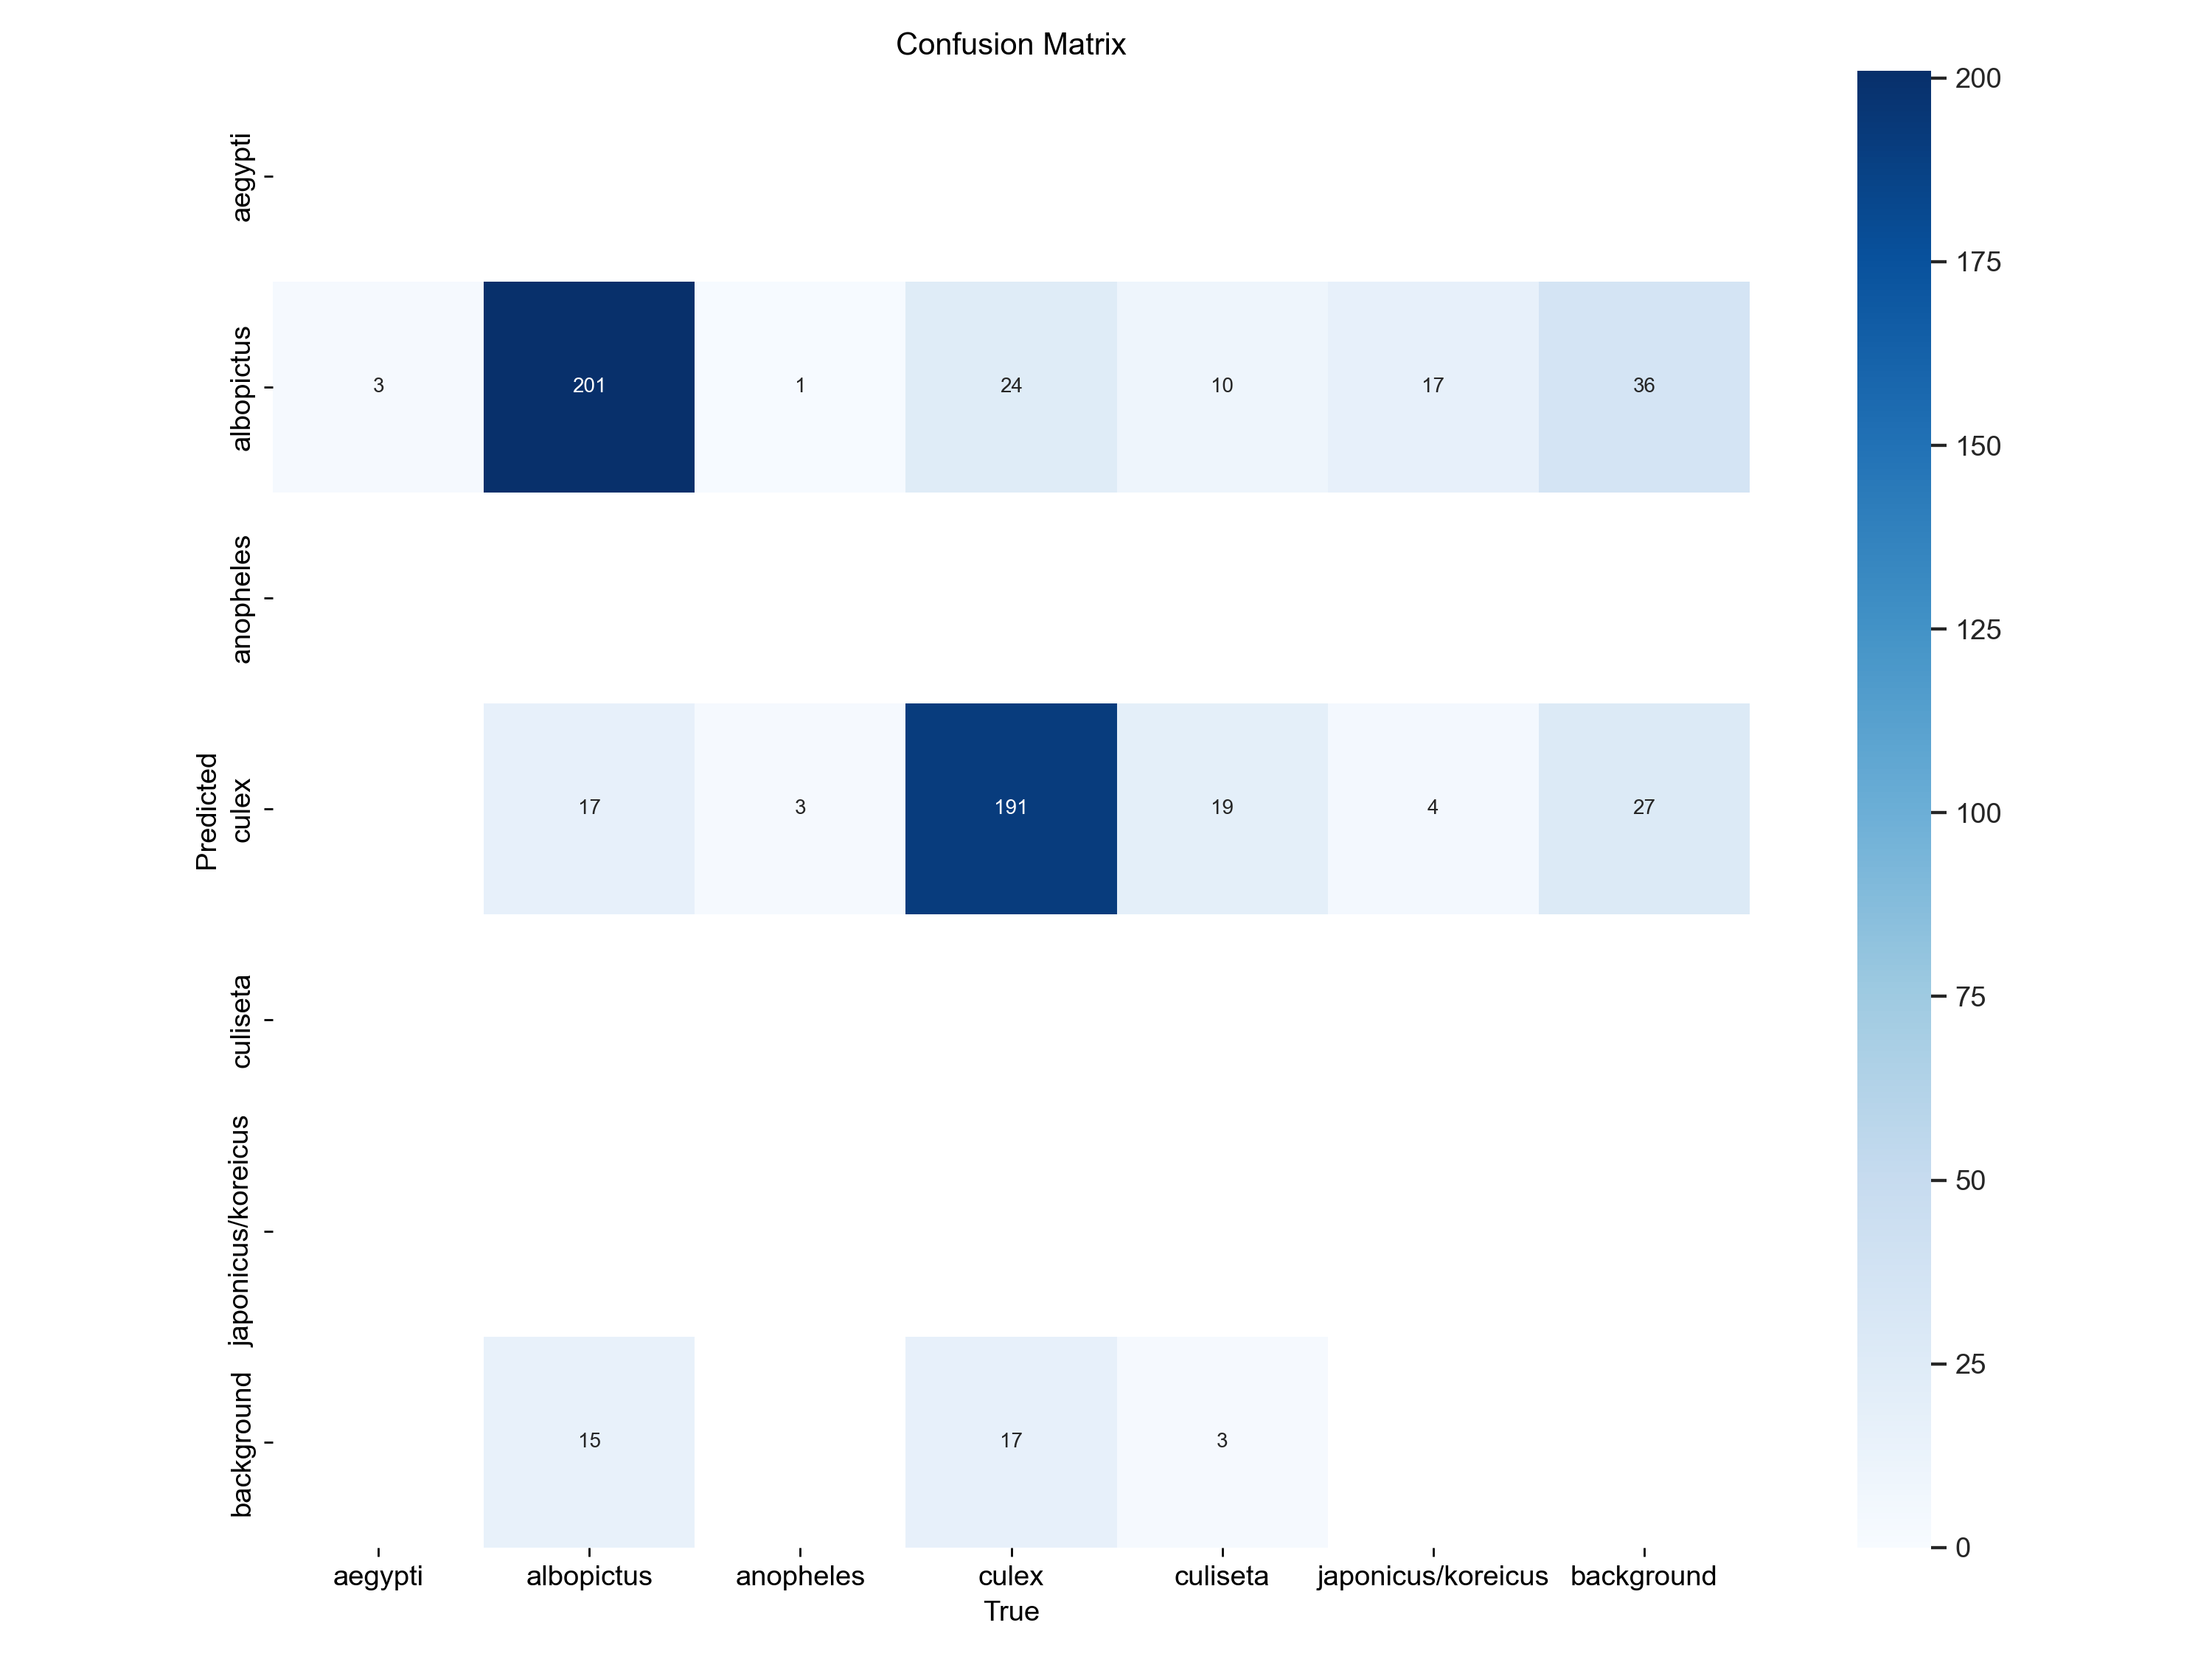 Confusion Matrix
aegypti
albopictus
anopheles
culex
culiseta
japonicus/koreicus
background
Predicted
3 201 1 24 10 17 36
17 3 191 19 4 27
15 17 3
aegypti albopictus anopheles culex culiseta japonicus/koreicus background
True
200
175
150
125
100
75
50
25
0